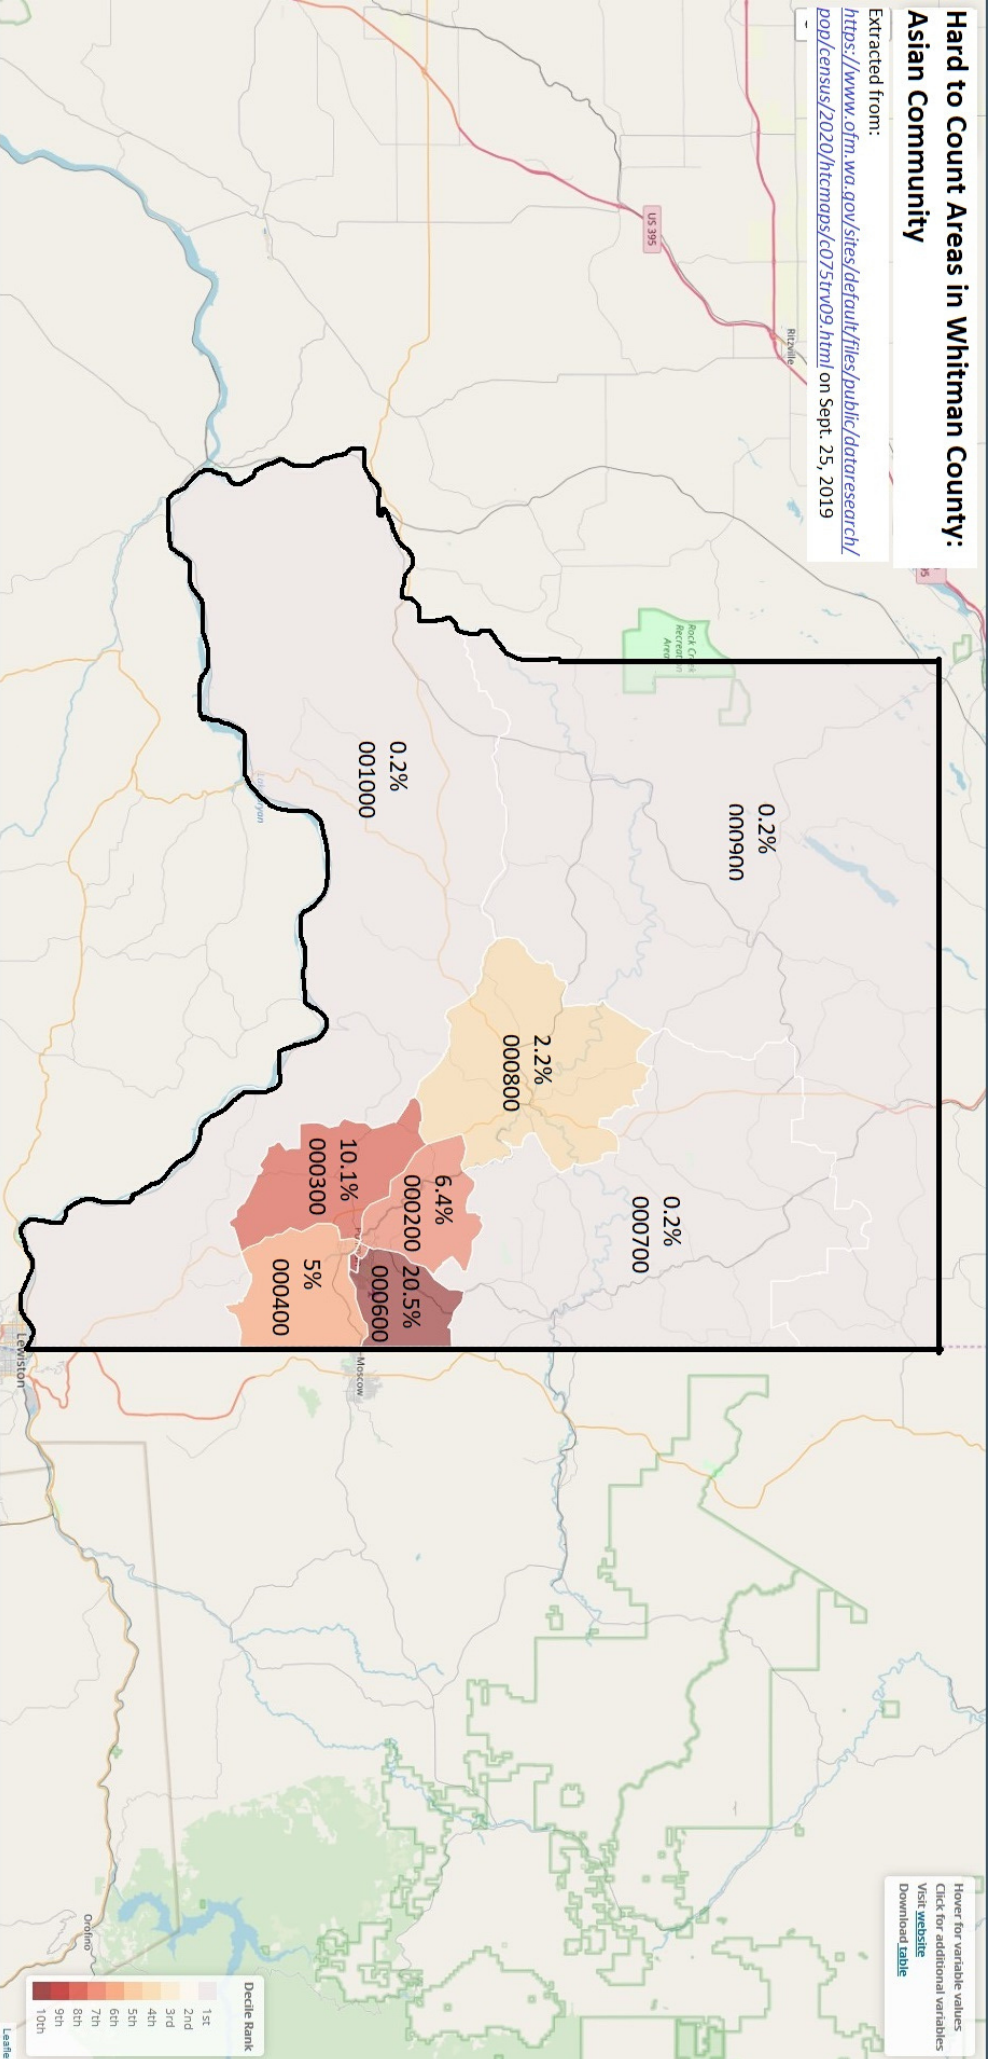 Hard to Count Areas in Whitman County:
Asian Community
Extracted from:
https://www.ofm.wa.gov/sites/default/files/public/dataresearch/
pop/census/2020/htcmaps/c075trv09.html on Sept. 25, 2019
US 395
Ritzville
Rock Creek
Recreation
Area
0.2%
000900
0.2%
001000
2.2%
000800
0.2%
000700
6.4%
000200
10.1%
000300
20.5%
000600
5%
000400
Moscow
Lewiston
Orofino
Hover for variable values
Click for additional variables
Visit website
Download table
Decile Rank
1st
2nd
3rd
4th
5th
6th
7th
8th
9th
10th
Leafle